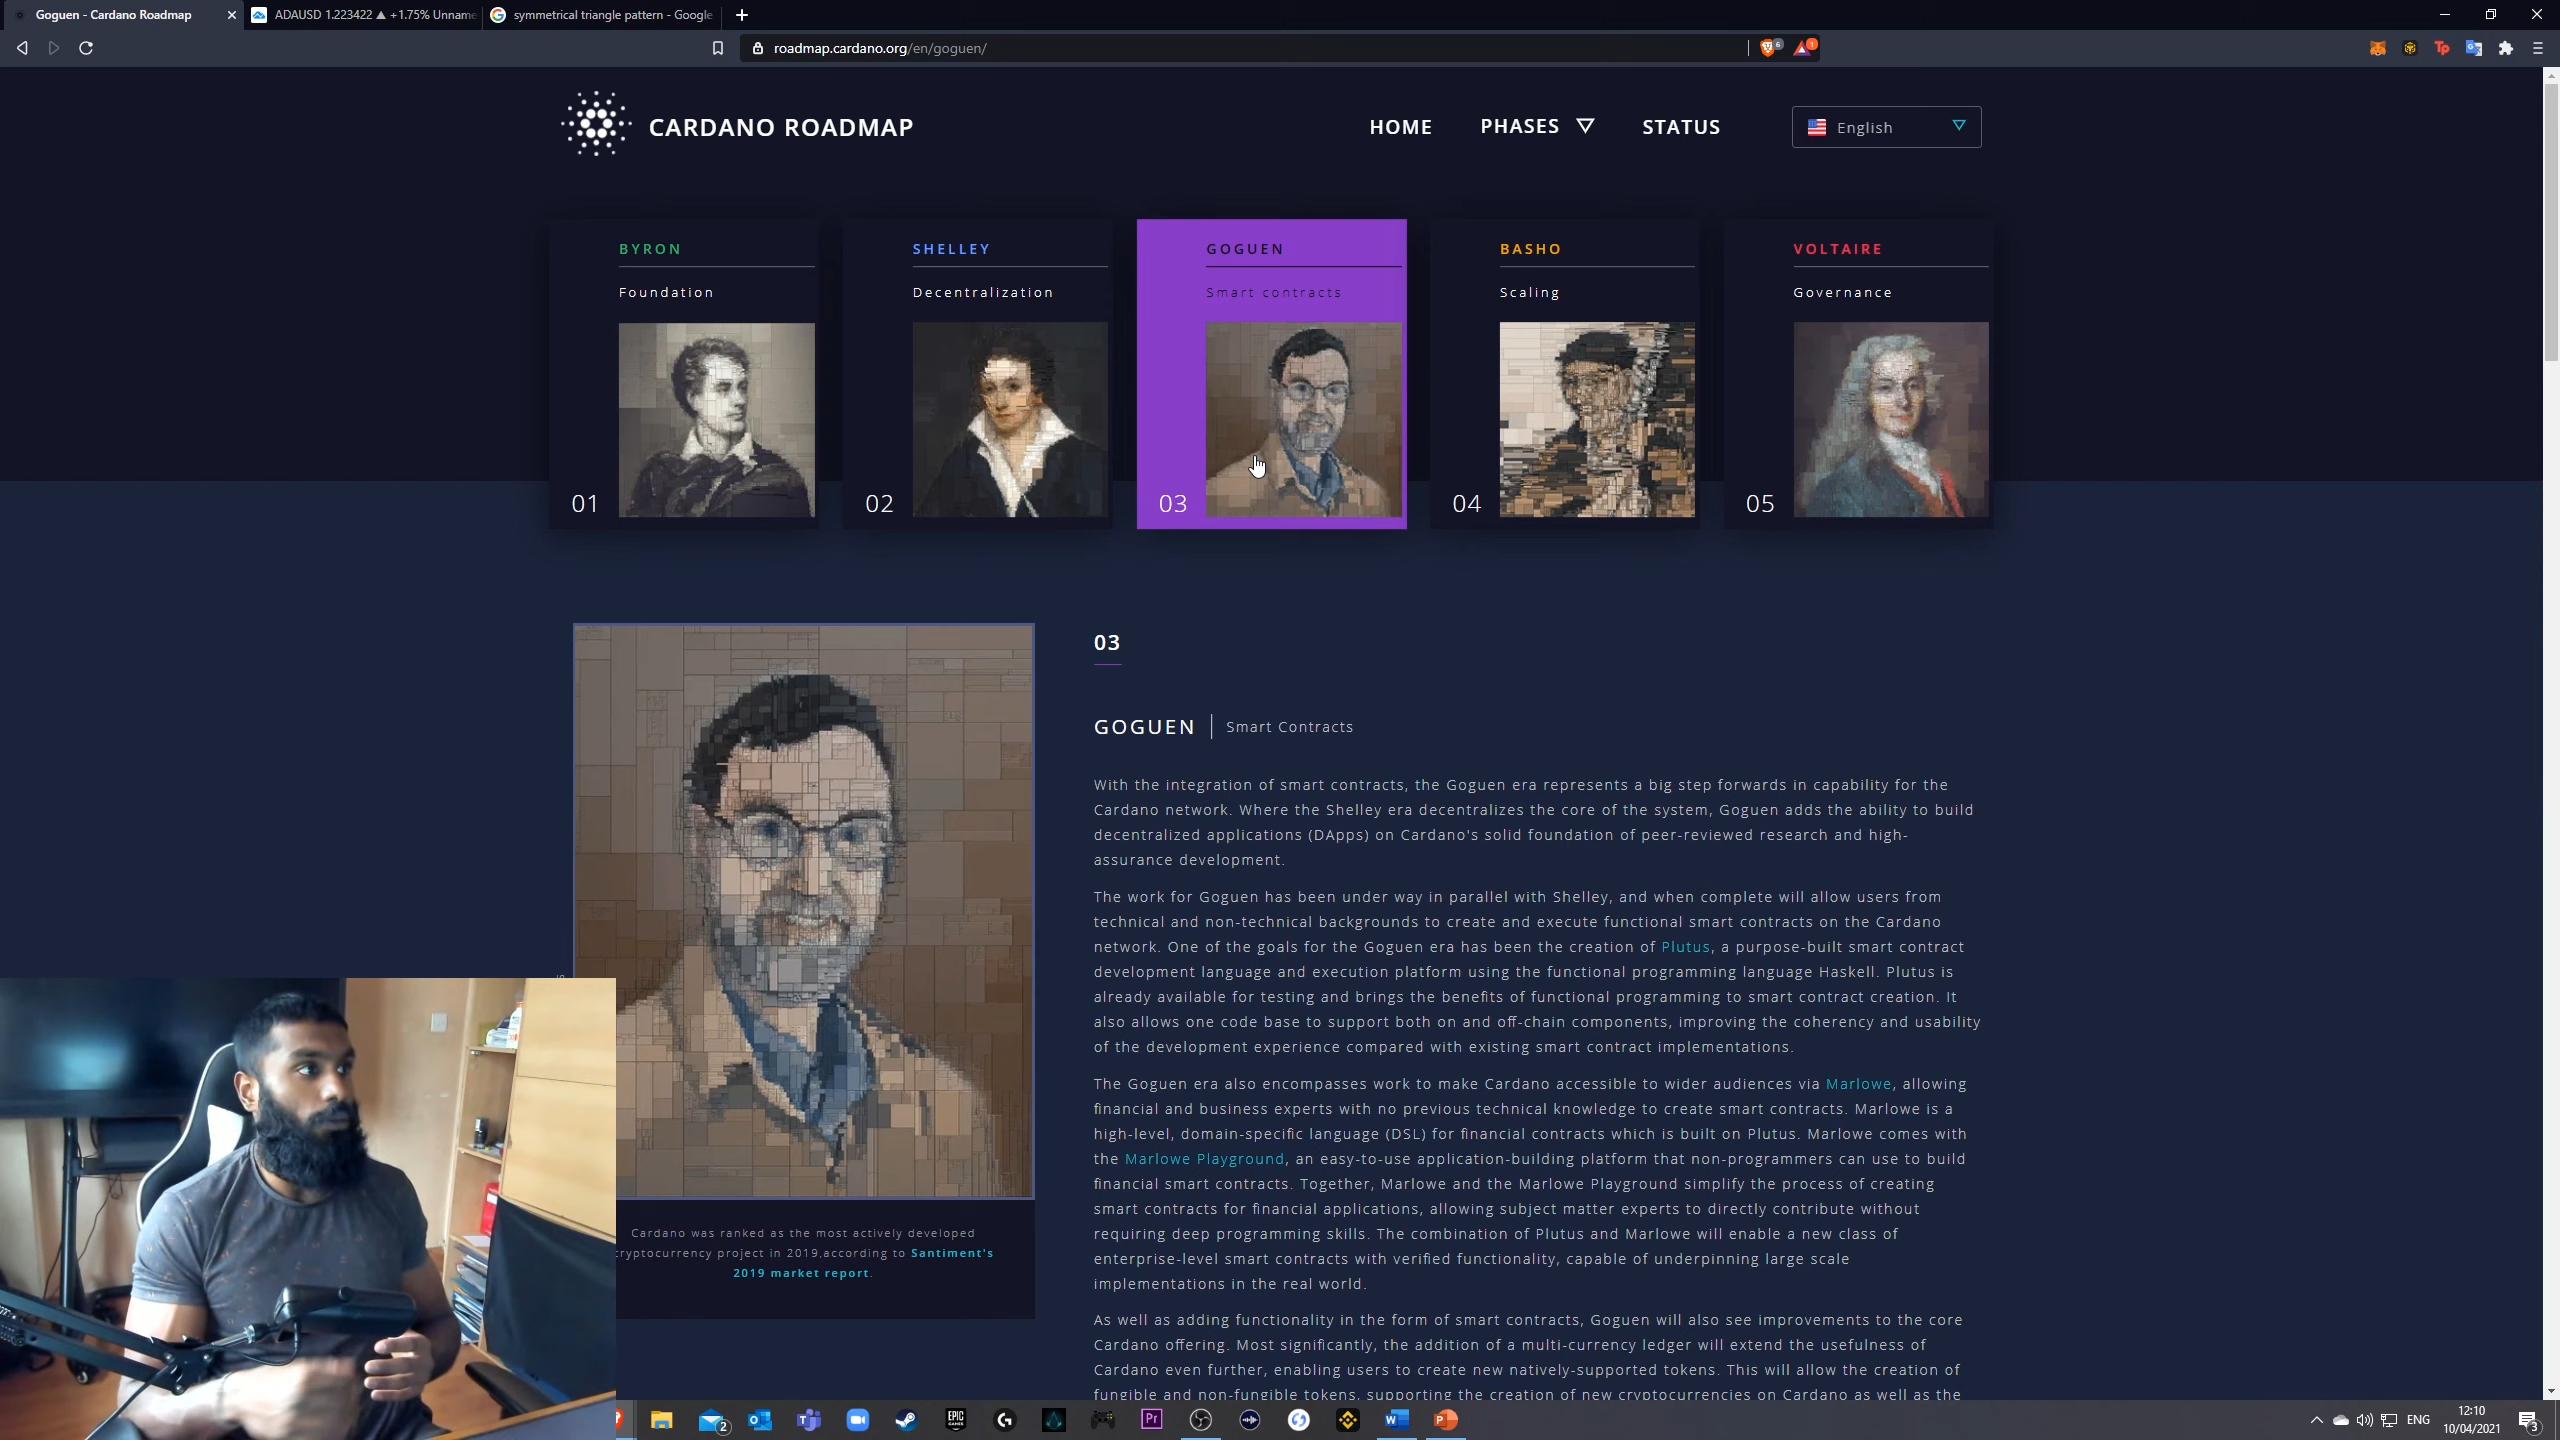 Goguen - Cardano Roadmap
ADAUSD 1.223422 ▲ +1.75% Unname
symmetrical triangle pattern - Google
roadmap.cardano.org/en/goguen/
CARDANO ROADMAP
HOME
PHASES
STATUS
English
BYRON
Foundation
01
SHELLEY
Decentralization
02
GOGUEN
Smart contracts
03
BASHO
Scaling
04
VOLTAIRE
Governance
05
03
GOGUEN | Smart Contracts
With the integration of smart contracts, the Goguen era represents a big step forwards in capability for the
Cardano network. Where the Shelley era decentralizes the core of the system, Goguen adds the ability to build
decentralized applications (DApps) on Cardano's solid foundation of peer-reviewed research and high-
assurance development.
The work for Goguen has been under way in parallel with Shelley, and when complete will allow users from
technical and non-technical backgrounds to create and execute functional smart contracts on the Cardano
network. One of the goals for the Goguen era has been the creation of Plutus, a purpose-built smart contract
development language and execution platform using the functional programming language Haskell. Plutus is
already available for testing and brings the benefits of functional programming to smart contract creation. It
also allows one code base to support both on and off-chain components, improving the coherency and usability
of the development experience compared with existing smart contract implementations.
The Goguen era also encompasses work to make Cardano accessible to wider audiences via Marlowe, allowing
financial and business experts with no previous technical knowledge to create smart contracts. Marlowe is a
high-level, domain-specific language (DSL) for financial contracts which is built on Plutus. Marlowe comes with
the Marlowe Playground, an easy-to-use application-building platform that non-programmers can use to build
financial smart contracts. Together, Marlowe and the Marlowe Playground simplify the process of creating
smart contracts for financial applications, allowing subject matter experts to directly contribute without
requiring deep programming skills. The combination of Plutus and Marlowe will enable a new class of
enterprise-level smart contracts with verified functionality, capable of underpinning large scale
implementations in the real world.
As well as adding functionality in the form of smart contracts, Goguen will also see improvements to the core
Cardano offering. Most significantly, the addition of a multi-currency ledger will extend the usefulness of
Cardano even further, enabling users to create new natively-supported tokens. This will allow the creation of
fungible and non-fungible tokens, supporting the creation of new cryptocurrencies on Cardano as well as the
Cardano was ranked as the most actively developed
ryptocurrency project in 2019,according to Santiment's
2019 market report.
ENG
12:10
10/04/2021